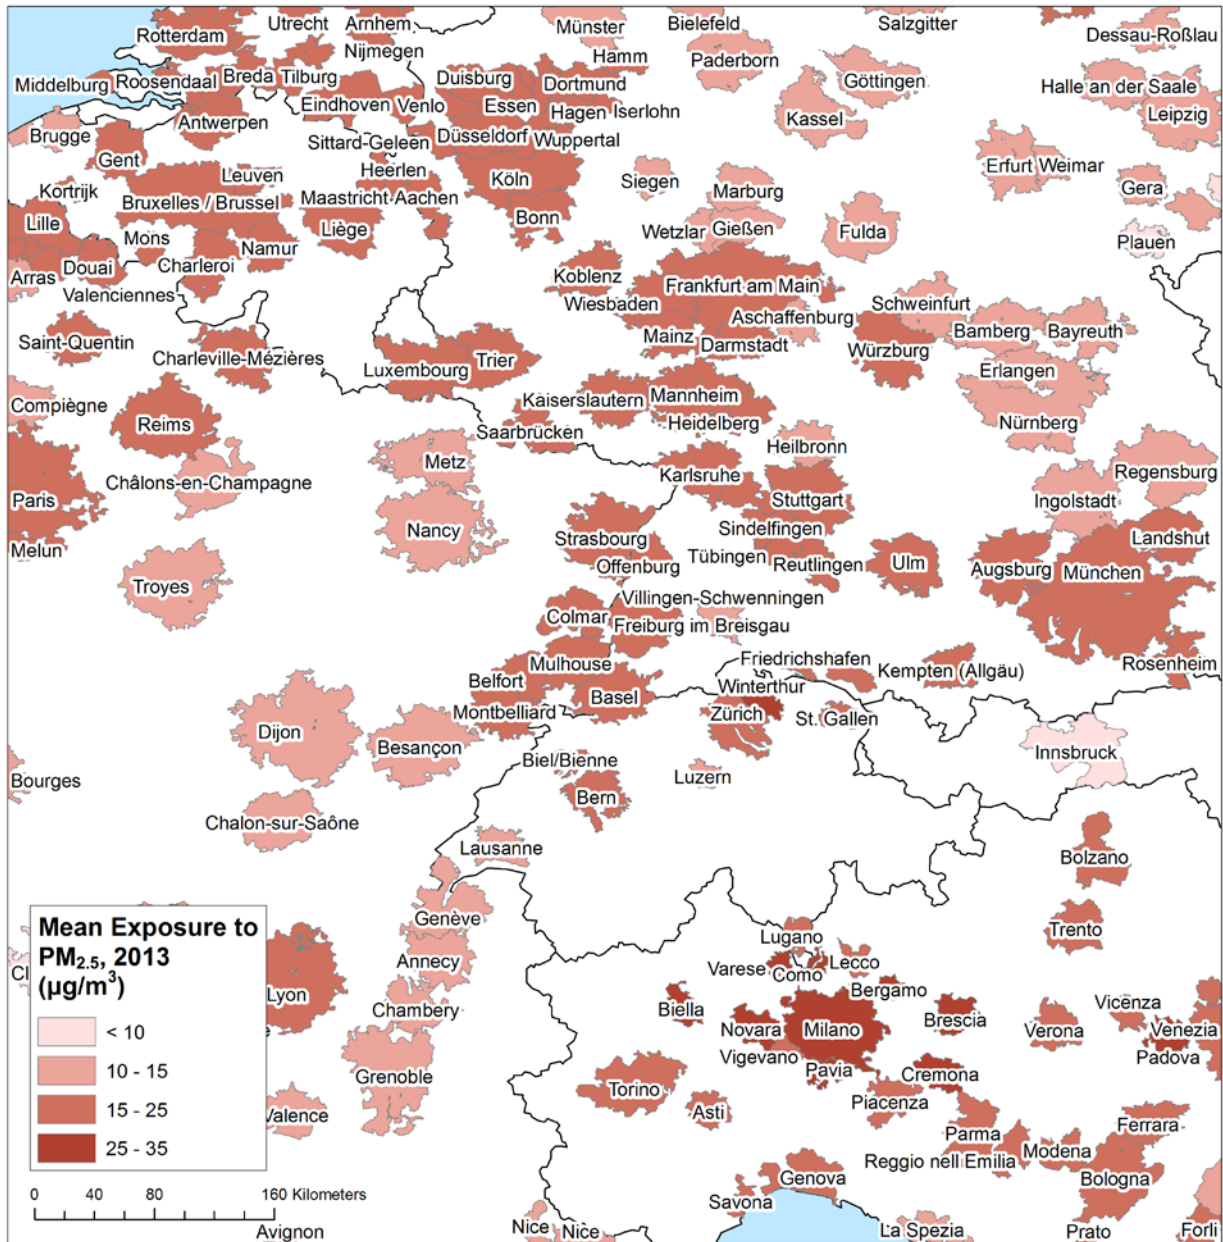 Rotterdam
Utrecht
Arnhem
Münster
Bielefeld
Salzgitter
Dessau-Roßlau
Nijmegen
Hamm
Paderborn
Göttingen
Halle an der Saale
Middelburg
Roosendaal
Breda
Tilburg
Duisburg
Dortmund
Eindhoven
Venlo
Essen
Hagen
Iserlohn
Kassel
Leipzig
Brugge
Antwerpen
Sittard-Geleen
Düsseldorf
Wuppertal
Gent
Heerlen
Köln
Siegen
Marburg
Erfurt
Weimar
Gera
Kortrijk
Leuven
Bruxelles / Brussel
Maastricht
Aachen
Bonn
Lille
Mons
Namur
Liège
Wetzlar
Gießen
Fulda
Plauen
Arras
Douai
Charleroi
Koblenz
Frankfurt am Main
Valenciennes
Wiesbaden
Schweinfurt
Aschaffenburg
Bamberg
Bayreuth
Saint-Quentin
Charleville-Mézières
Mainz
Darmstadt
Würzburg
Luxembourg
Trier
Erlangen
Compiègne
Kaiserslautern
Mannheim
Reims
Saarbrücken
Heidelberg
Nürnberg
Heilbronn
Metz
Châlons-en-Champagne
Karlsruhe
Regensburg
Paris
Stuttgart
Ingolstadt
Nancy
Strasbourg
Sindelfingen
Landshut
Melun
Offenburg
Tübingen
Reutlingen
Ulm
Augsburg
München
Troyes
Villingen-Schwenningen
Colmar
Freiburg im Breisgau
Mulhouse
Friedrichshafen
Kempten (Allgäu)
Rosenheim
Belfort
Basel
Winterthur
Montbelliard
Zürich
St. Gallen
Dijon
Besançon
Biel/Bienne
Luzern
Innsbruck
Bourges
Bern
Chalon-sur-Saône
Lausanne
Bolzano
Genève
Lugano
Trento
Annecy
Varese
Como
Lecco
Lyon
Chambery
Biella
Bergamo
Novara
Milano
Brescia
Verona
Vicenza
Venezia
Vigevano
Padova
Grenoble
Torino
Pavia
Cremona
Valence
Asti
Piacenza
Parma
Ferrara
Reggio nell Emilia
Modena
Genova
Bologna
Savona
Avignon
Nice
Nice
La Spezia
Prato
Forlì
Mean Exposure to
PM2.5, 2013
(µg/m³)
< 10
10 - 15
15 - 25
25 - 35
0 40 80 160 Kilometers